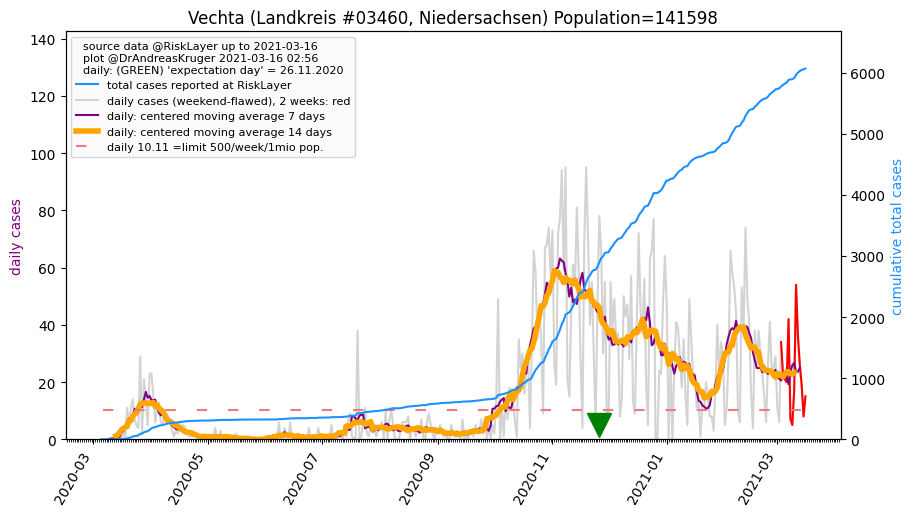 Vechta (Landkreis #03460, Niedersachsen) Population=141598
source data @RiskLayer up to 2021-03-16
plot @DrAndreasKruger 2021-03-16 02:56
daily: (GREEN) 'expectation day' = 26.11.2020
total cases reported at RiskLayer
daily cases (weekend-flawed), 2 weeks: red
daily: centered moving average 7 days
daily: centered moving average 14 days
daily 10.11 =limit 500/week/1mio pop.
daily cases
140
120
100
80
60
40
20
0
cumulative total cases
6000
5000
4000
3000
2000
1000
0
2020-03
2020-05
2020-07
2020-09
2020-11
2021-01
2021-03